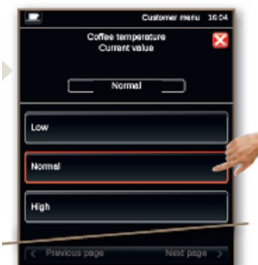 Customer menu 16:04
Coffee temperature
Current value
Normal
Low
Normal
High
< Previous page Next page >